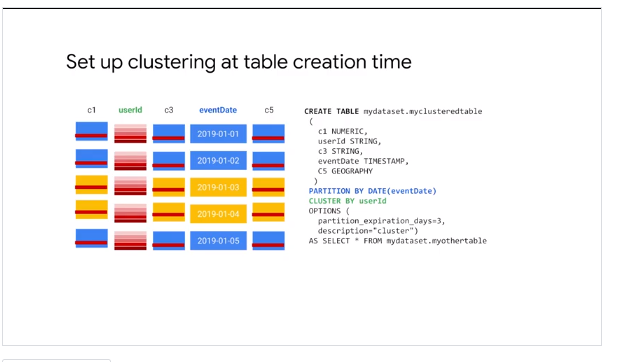 Set up clustering at table creation time
c1 userId c3 eventDate c5
2019-01-01
2019-01-02
2019-01-03
2019-01-04
2019-01-05
CREATE TABLE mydataset.myclusteredtable
(
c1 NUMERIC,
userId STRING,
c3 STRING,
eventDate TIMESTAMP,
C5 GEOGRAPHY
)
PARTITION BY DATE(eventDate)
CLUSTER BY userId
OPTIONS (
partition_expiration_days=3,
description="cluster")
AS SELECT * FROM mydataset.myothertable